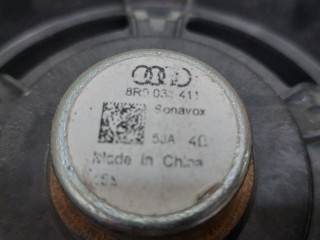 8R0 035 411
Sonavox
5JA 4Ω
Made in China